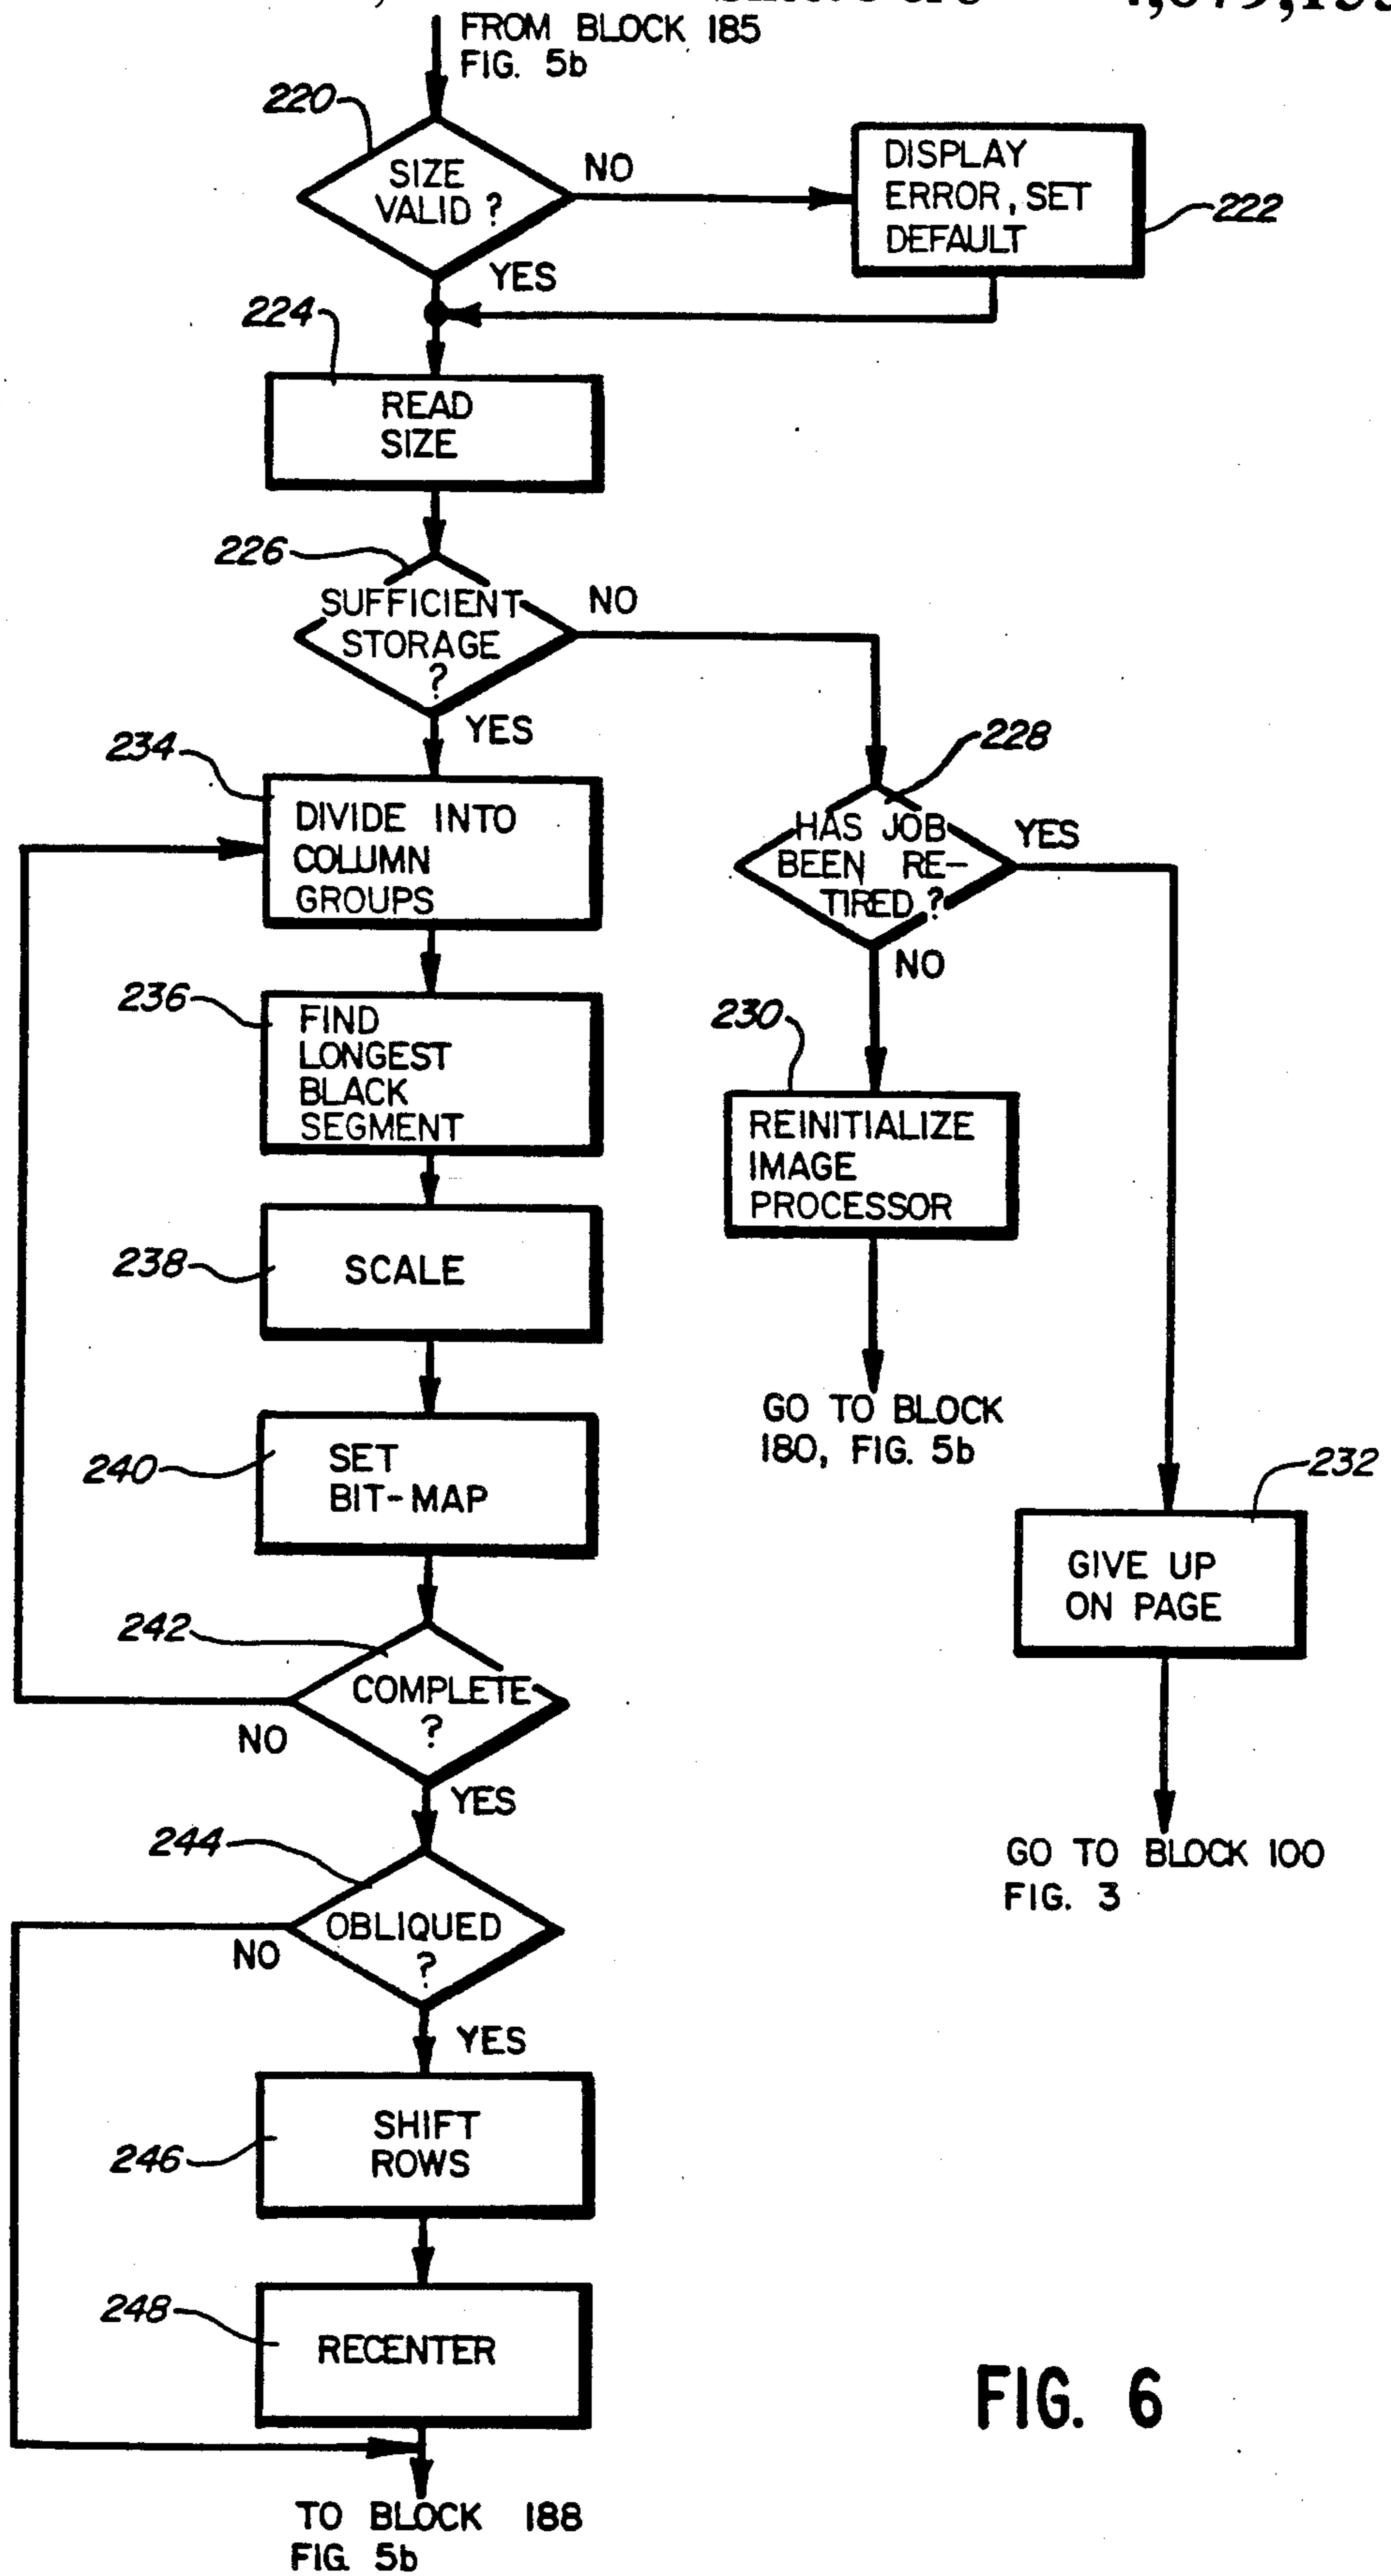 FROM BLOCK 185
FIG. 5b
220
SIZE
VALID ?
NO
DISPLAY
ERROR, SET
DEFAULT
222
YES
224
READ
SIZE
226
SUFFICIENT
STORAGE
?
NO
YES
228
HAS JOB
BEEN RE-
TIRED ?
YES
NO
234
DIVIDE INTO
COLUMN
GROUPS
236
FIND
LONGEST
BLACK
SEGMENT
230
REINITIALIZE
IMAGE
PROCESSOR
238
SCALE
GO TO BLOCK
180, FIG. 5b
240
SET
BIT-MAP
232
GIVE UP
ON PAGE
242
COMPLETE
?
NO
YES
GO TO BLOCK 100
FIG. 3
244
OBLIQUED
?
NO
YES
246
SHIFT
ROWS
248
RECENTER
FIG. 6
TO BLOCK 188
FIG. 5b